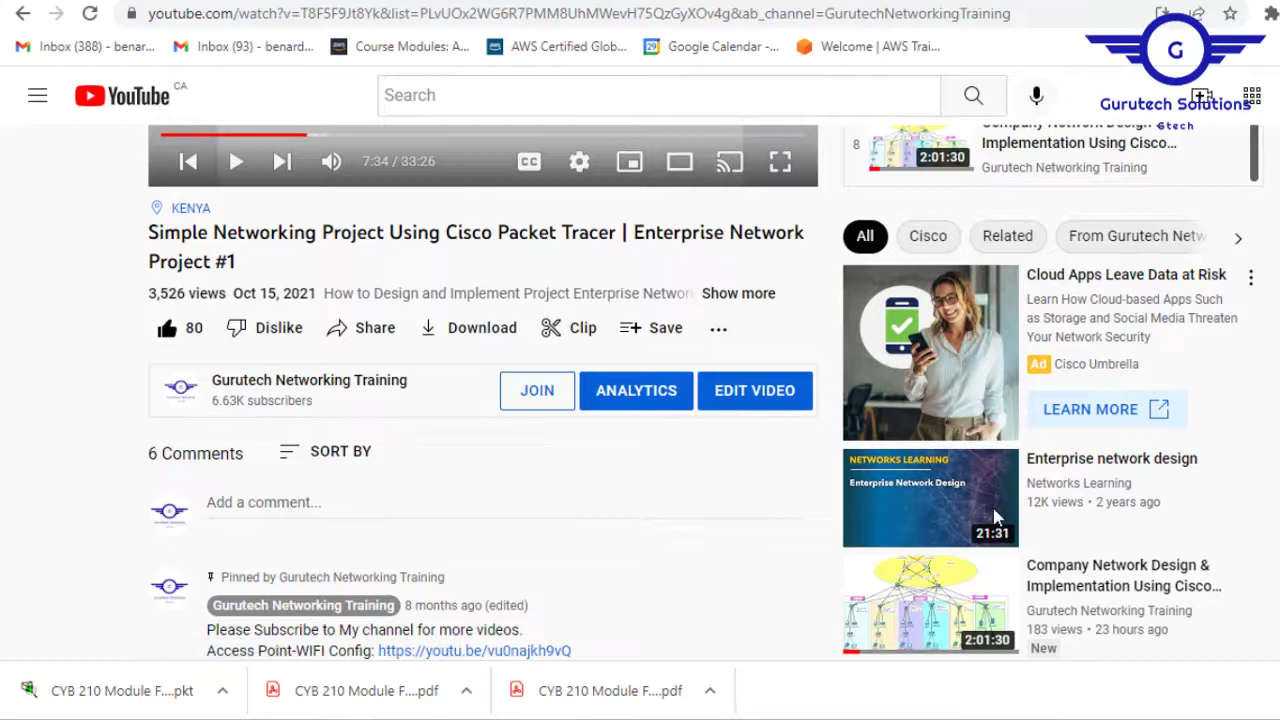 youtube.com/watch?v=T8F5F9Jt8Yk&list=PLvUOx2WG6R7PMM8UhMWevH75QzGyXOv4g&ab_channel=GurutechNetworkingTraining
Inbox (388) - benar...
Inbox (93) - benard...
Course Modules: A...
AWS Certified Glob...
Google Calendar -...
Welcome | AWS Trai...
G
Gurutech Solutions
Gtech
YouTube CA
Search
7:34 / 33:26
CC
KENYA
Simple Networking Project Using Cisco Packet Tracer | Enterprise Network
Project #1
3,526 views Oct 15, 2021 How to Design and Implement Project Enterprise Networ
Show more
80
Dislike
Share
Download
Clip
Save
Gurutech Networking Training
6.63K subscribers
JOIN
ANALYTICS
EDIT VIDEO
6 Comments
SORT BY
Add a comment...
Pinned by Gurutech Networking Training
Gurutech Networking Training 8 months ago (edited)
Please Subscribe to My channel for more videos.
Access Point-WIFI Config: https://youtu.be/vu0najkh9vQ
8
2:01:30
Company Network Design &
Implementation Using Cisco...
Gurutech Networking Training
All
Cisco
Related
From Gurutech Netw
Cloud Apps Leave Data at Risk
Learn How Cloud-based Apps Such
as Storage and Social Media Threaten
Your Network Security
Ad Cisco Umbrella
LEARN MORE
NETWORKS LEARNING
Enterprise Network Design
21:31
Enterprise network design
Networks Learning
12K views • 2 years ago
2:01:30
Company Network Design &
Implementation Using Cisco...
Gurutech Networking Training
183 views • 23 hours ago
New
CYB 210 Module F....pkt
CYB 210 Module F....pdf
CYB 210 Module F....pdf